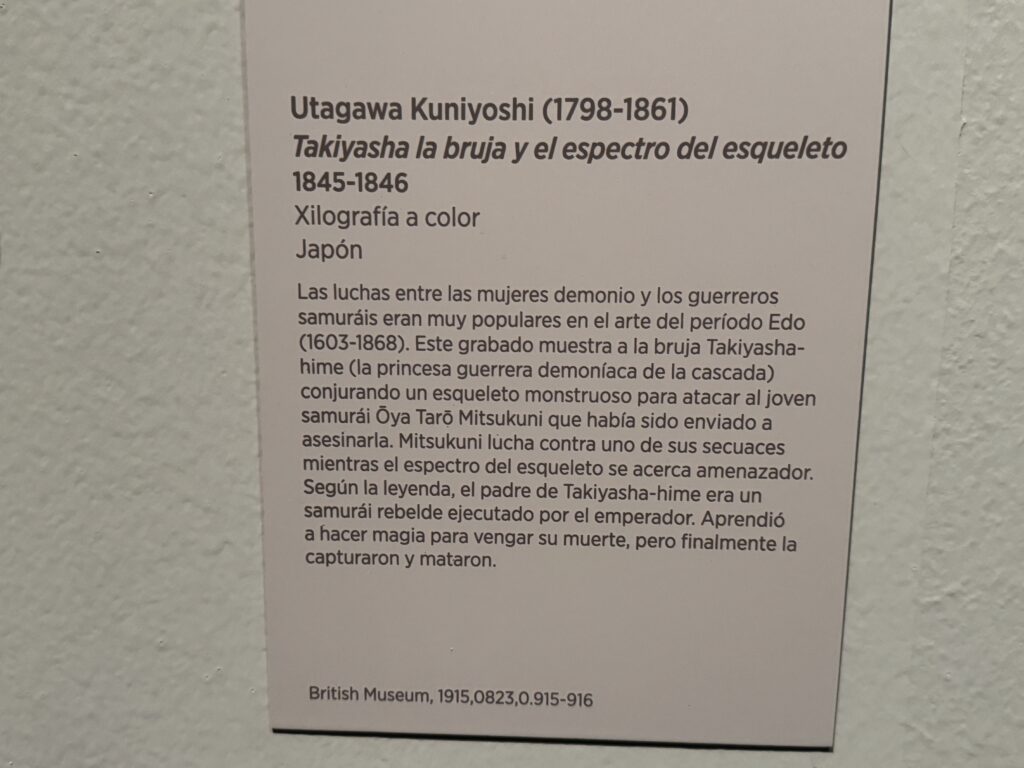 Utagawa Kuniyoshi (1798-1861)
Takiyasha la bruja y el espectro del esqueleto
1845-1846
Xilografía a color
Japón
Las luchas entre las mujeres demonio y los guerreros
samuráis eran muy populares en el arte del período Edo
(1603-1868). Este grabado muestra a la bruja Takiyasha-
hime (la princesa guerrera demoníaca de la cascada)
conjurando un esqueleto monstruoso para atacar al joven
samurái Ōya Tarō Mitsukuni que había sido enviado a
asesinarla. Mitsukuni lucha contra uno de sus secuaces
mientras el espectro del esqueleto se acerca amenazador.
Según la leyenda, el padre de Takiyasha-hime era un
samurái rebelde ejecutado por el emperador. Aprendió
a hacer magia para vengar su muerte, pero finalmente la
capturaron y mataron.
British Museum, 1915,0823,0.915-916